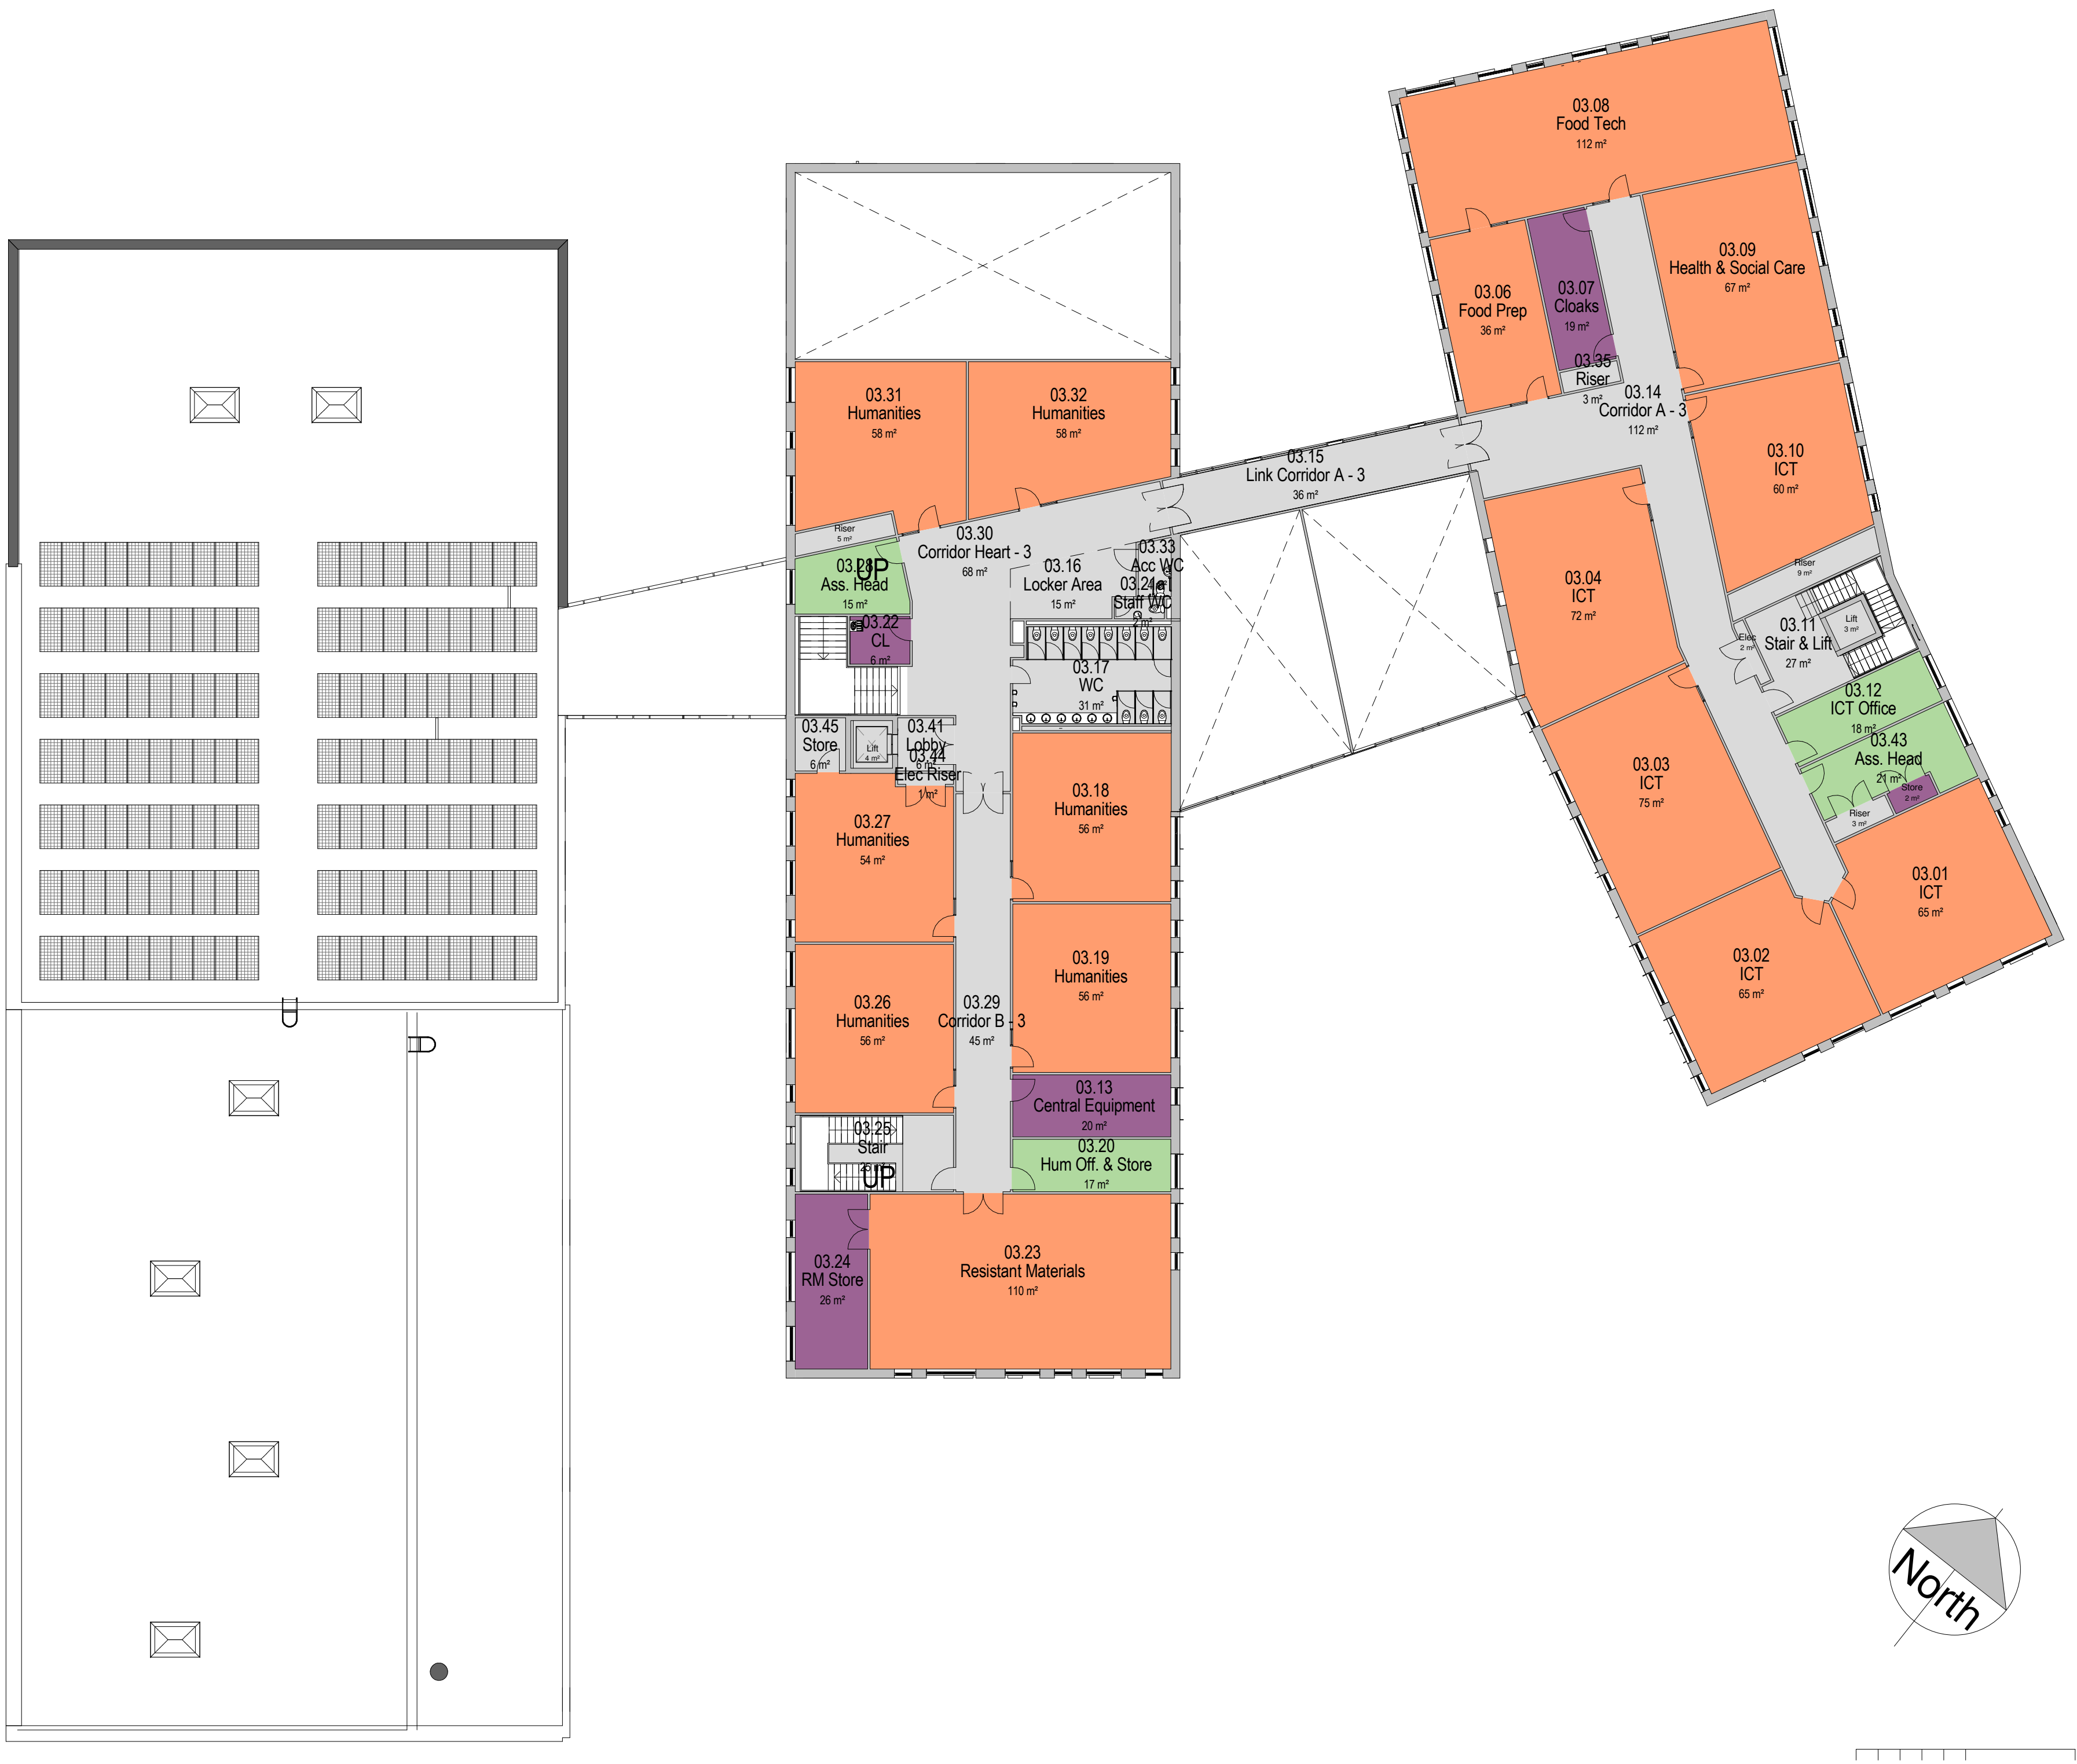 03.08
Food Tech
112 m²
03.09
Health & Social Care
67 m²
03.07
Cloaks
19 m²
03.06
Food Prep
36 m²
03.35
Riser
3 m²
03.14
Corridor A - 3
112 m²
03.31
Humanities
58 m²
03.32
Humanities
58 m²
03.10
ICT
60 m²
03.15
Link Corridor A - 3
36 m²
Riser
5 m²
03.30
Corridor Heart - 3
68 m²
03.33
Acc WC
03.16
Locker Area
15 m²
03.28
Ass. Head
15 m²
UP
Staff WC
2 m²
03.04
ICT
72 m²
Riser
9 m²
03.22
CL
6 m²
Lift
3 m²
03.11
Stair & Lift
27 m²
Elec
2 m²
03.17
WC
31 m²
03.12
ICT Office
18 m²
03.45
Store
6 m²
Lift
4 m²
03.41
Lobby
6 m²
03.44
Elec Riser
1 m²
03.43
Ass. Head
21 m²
Store
2 m²
Riser
3 m²
03.03
ICT
75 m²
03.18
Humanities
56 m²
03.27
Humanities
54 m²
03.01
ICT
65 m²
03.02
ICT
65 m²
03.19
Humanities
56 m²
03.26
Humanities
56 m²
03.29
Corridor B - 3
45 m²
03.13
Central Equipment
20 m²
03.25
Stair
UP
03.20
Hum Off. & Store
17 m²
03.24
RM Store
26 m²
03.23
Resistant Materials
110 m²
North